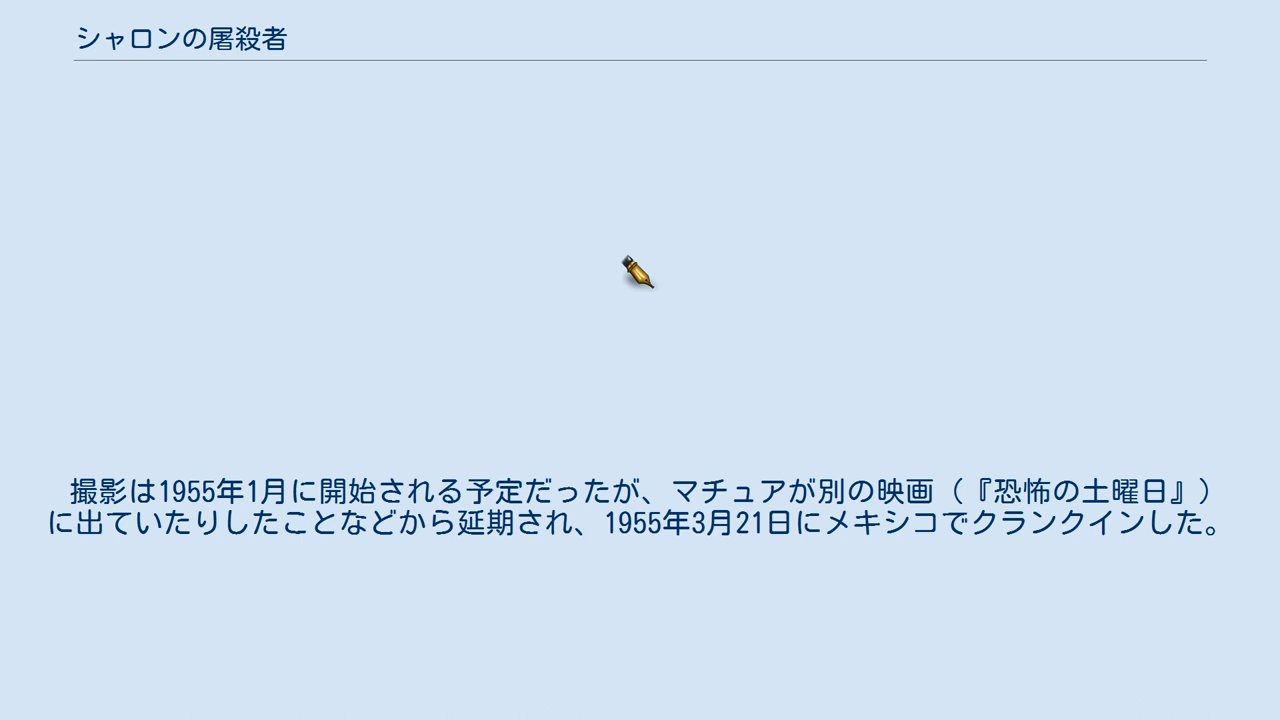 シャロンの屠殺者
撮影は1955年1月に開始される予定だったが、マチュアが別の映画（『恐怖の土曜日』）
に出ていたりしたことなどから延期され、1955年3月21日にメキシコでクランクインした。